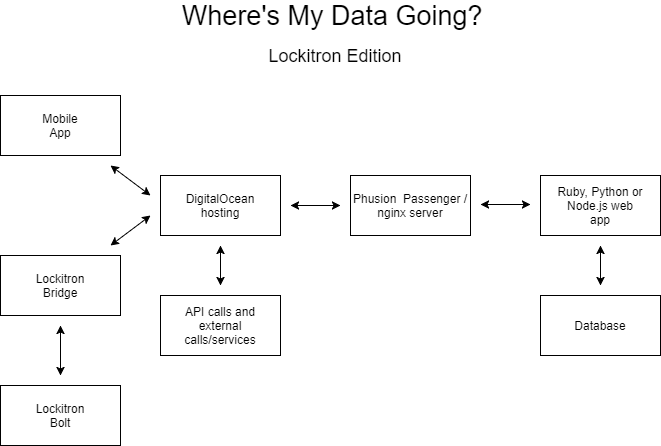 Where's My Data Going?
Lockitron Edition
Mobile
App
DigitalOcean
hosting
Phusion  Passenger /
nginx server
Ruby, Python or
Node.js web
app
Lockitron
Bridge
API calls and
external
calls/services
Database
Lockitron
Bolt